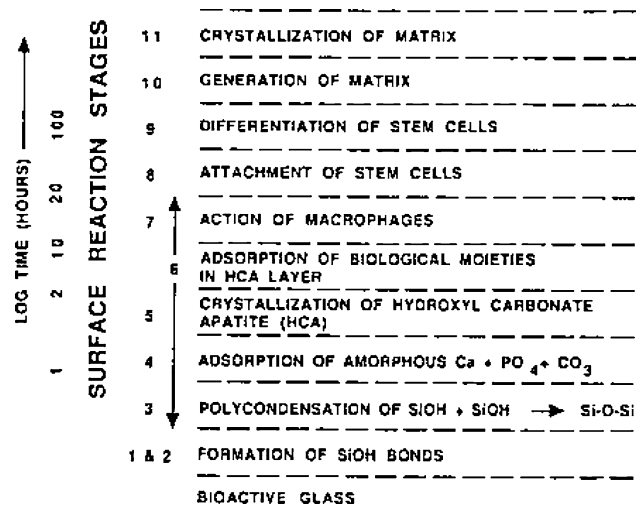 11 CRYSTALLIZATION OF MATRIX
10 GENERATION OF MATRIX
9 DIFFERENTIATION OF STEM CELLS
8 ATTACHMENT OF STEM CELLS
7 ACTION OF MACROPHAGES
6 ADSORPTION OF BIOLOGICAL MOIETIES
IN HCA LAYER
5 CRYSTALLIZATION OF HYDROXYL CARBONATE
APATITE (HCA)
4 ADSORPTION OF AMORPHOUS Ca + PO4 + CO3
3 POLYCONDENSATION OF SiOH + SiOH → Si-O-Si
1 & 2 FORMATION OF SiOH BONDS
BIOACTIVE GLASS
LOG TIME (HOURS)
1 2 10 20 100
SURFACE REACTION STAGES